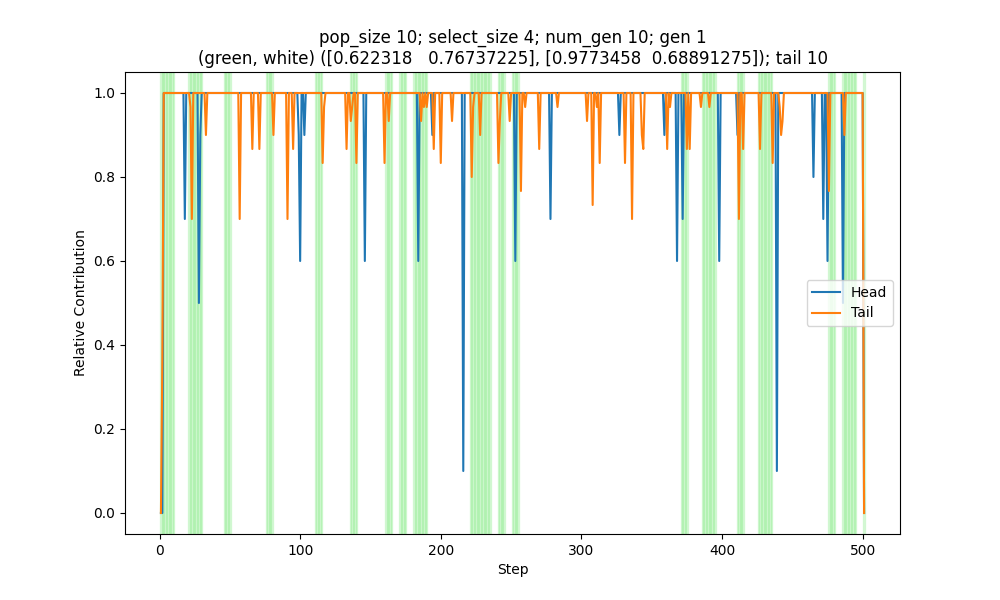 pop_size 10; select_size 4; num_gen 10; gen 1
(green, white) ([0.622318   0.76737225], [0.9773458  0.68891275]); tail 10
1.0
0.8
0.6
0.4
0.2
0.0
Relative Contribution
Head
Tail
0
100
200
300
400
500
Step